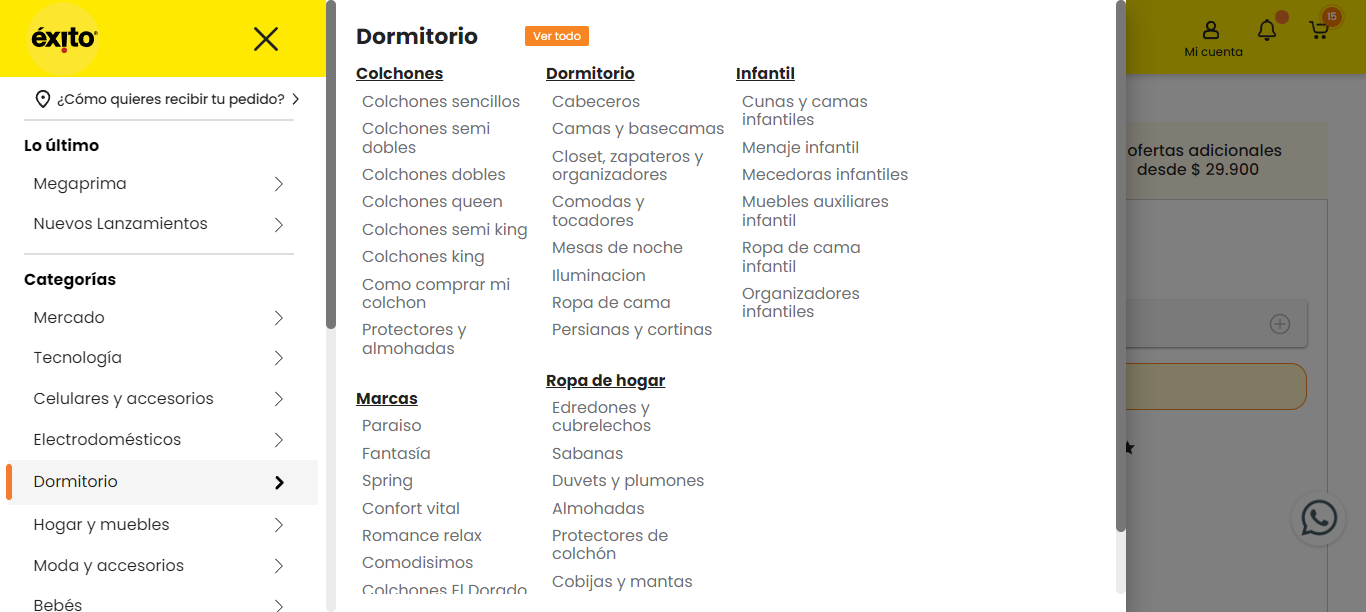 éxito
¿Cómo quieres recibir tu pedido?
Lo último
Megaprima
Nuevos Lanzamientos
Categorías
Mercado
Tecnología
Celulares y accesorios
Electrodomésticos
Dormitorio
Hogar y muebles
Moda y accesorios
Bebés
Dormitorio
Ver todo
Colchones
Colchones sencillos
Colchones semi
dobles
Colchones dobles
Colchones queen
Colchones semi king
Colchones king
Como comprar mi
colchon
Protectores y
almohadas
Marcas
Paraiso
Fantasía
Spring
Confort vital
Romance relax
Comodisimos
Colchones El Dorado
Dormitorio
Cabeceros
Camas y basecamas
Closet, zapateros y
organizadores
Comodas y
tocadores
Mesas de noche
Iluminacion
Ropa de cama
Persianas y cortinas
Ropa de hogar
Edredones y
cubrelechos
Sabanas
Duvets y plumones
Almohadas
Protectores de
colchón
Cobijas y mantas
Infantil
Cunas y camas
infantiles
Menaje infantil
Mecedoras infantiles
Muebles auxiliares
infantil
Ropa de cama
infantil
Organizadores
infantiles
Mi cuenta
15
ofertas adicionales
desde $ 29.900